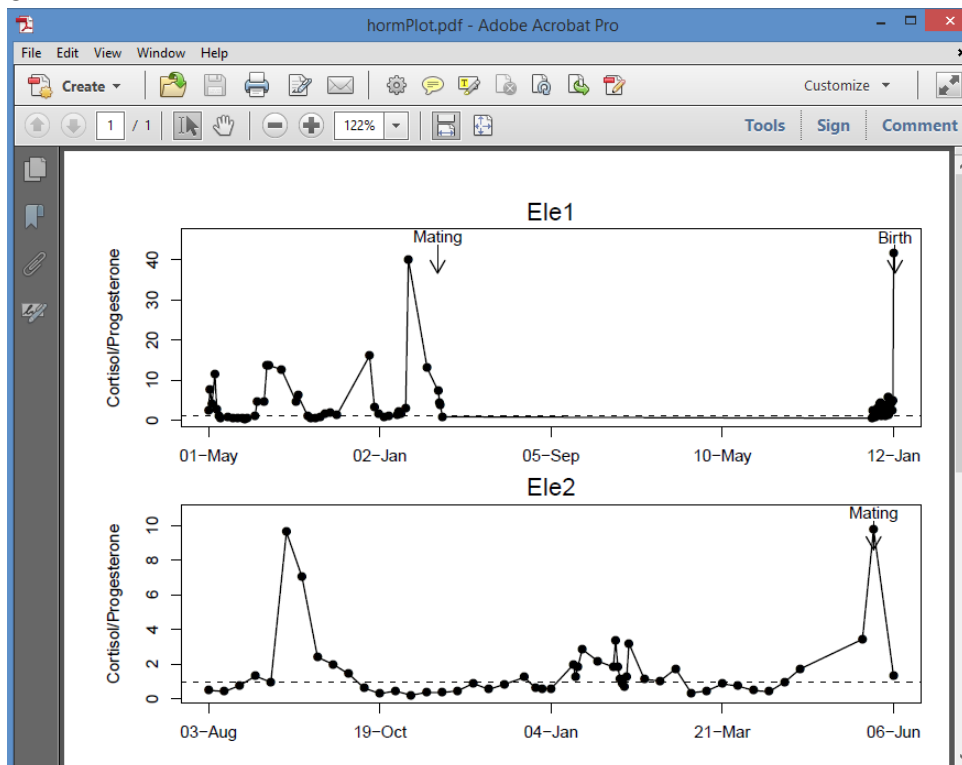 hormPlot.pdf - Adobe Acrobat Pro
File Edit View Window Help
Create Customize
1 / 1 122% Tools Sign Comment
Ele1
Mating Birth
Cortisol/Progesterone
40
30
20
10
0
01−May 02−Jan 05−Sep 10−May 12−Jan
Ele2
Mating
Cortisol/Progesterone
10
8
6
4
2
0
03−Aug 19−Oct 04−Jan 21−Mar 06−Jun